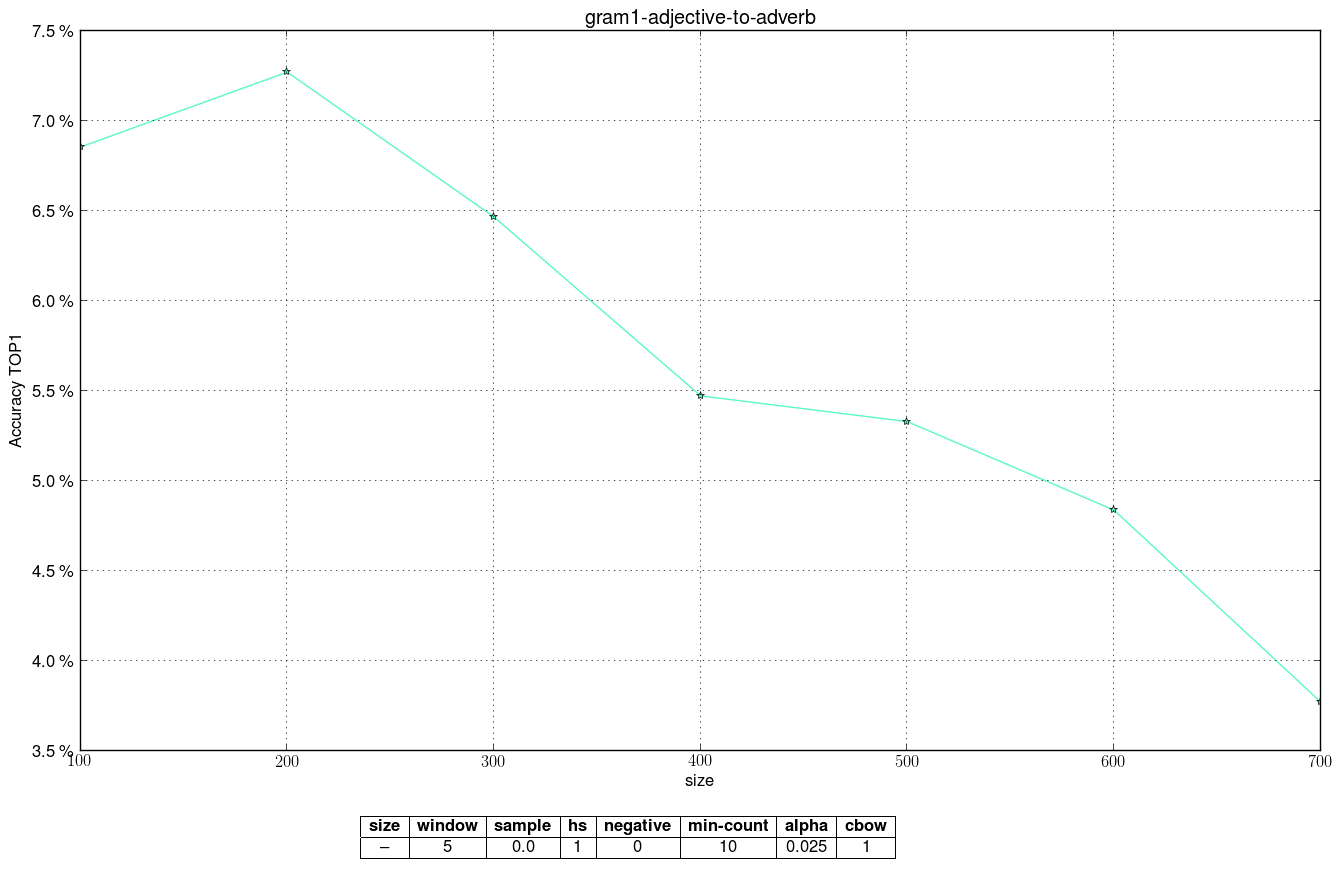 gram1-adjective-to-adverb
7.5 %
7.0 %
6.5 %
6.0 %
5.5 %
5.0 %
4.5 %
4.0 %
3.5 %
Accuracy TOP1
100 200 300 400 500 600 700
size
size window sample hs negative min-count alpha cbow
– 5 0.0 1 0 10 0.025 1